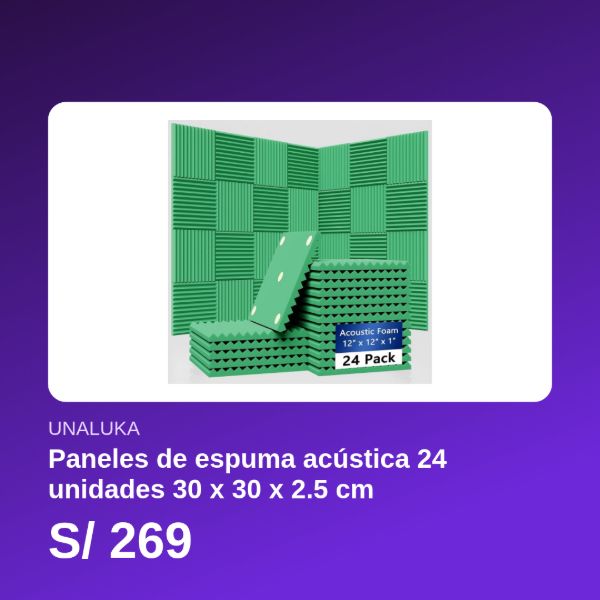 Acoustic Foam
12" x 12" x 1"
24 Pack
UNALUKA
Paneles de espuma acústica 24
unidades 30 x 30 x 2.5 cm
S/ 269